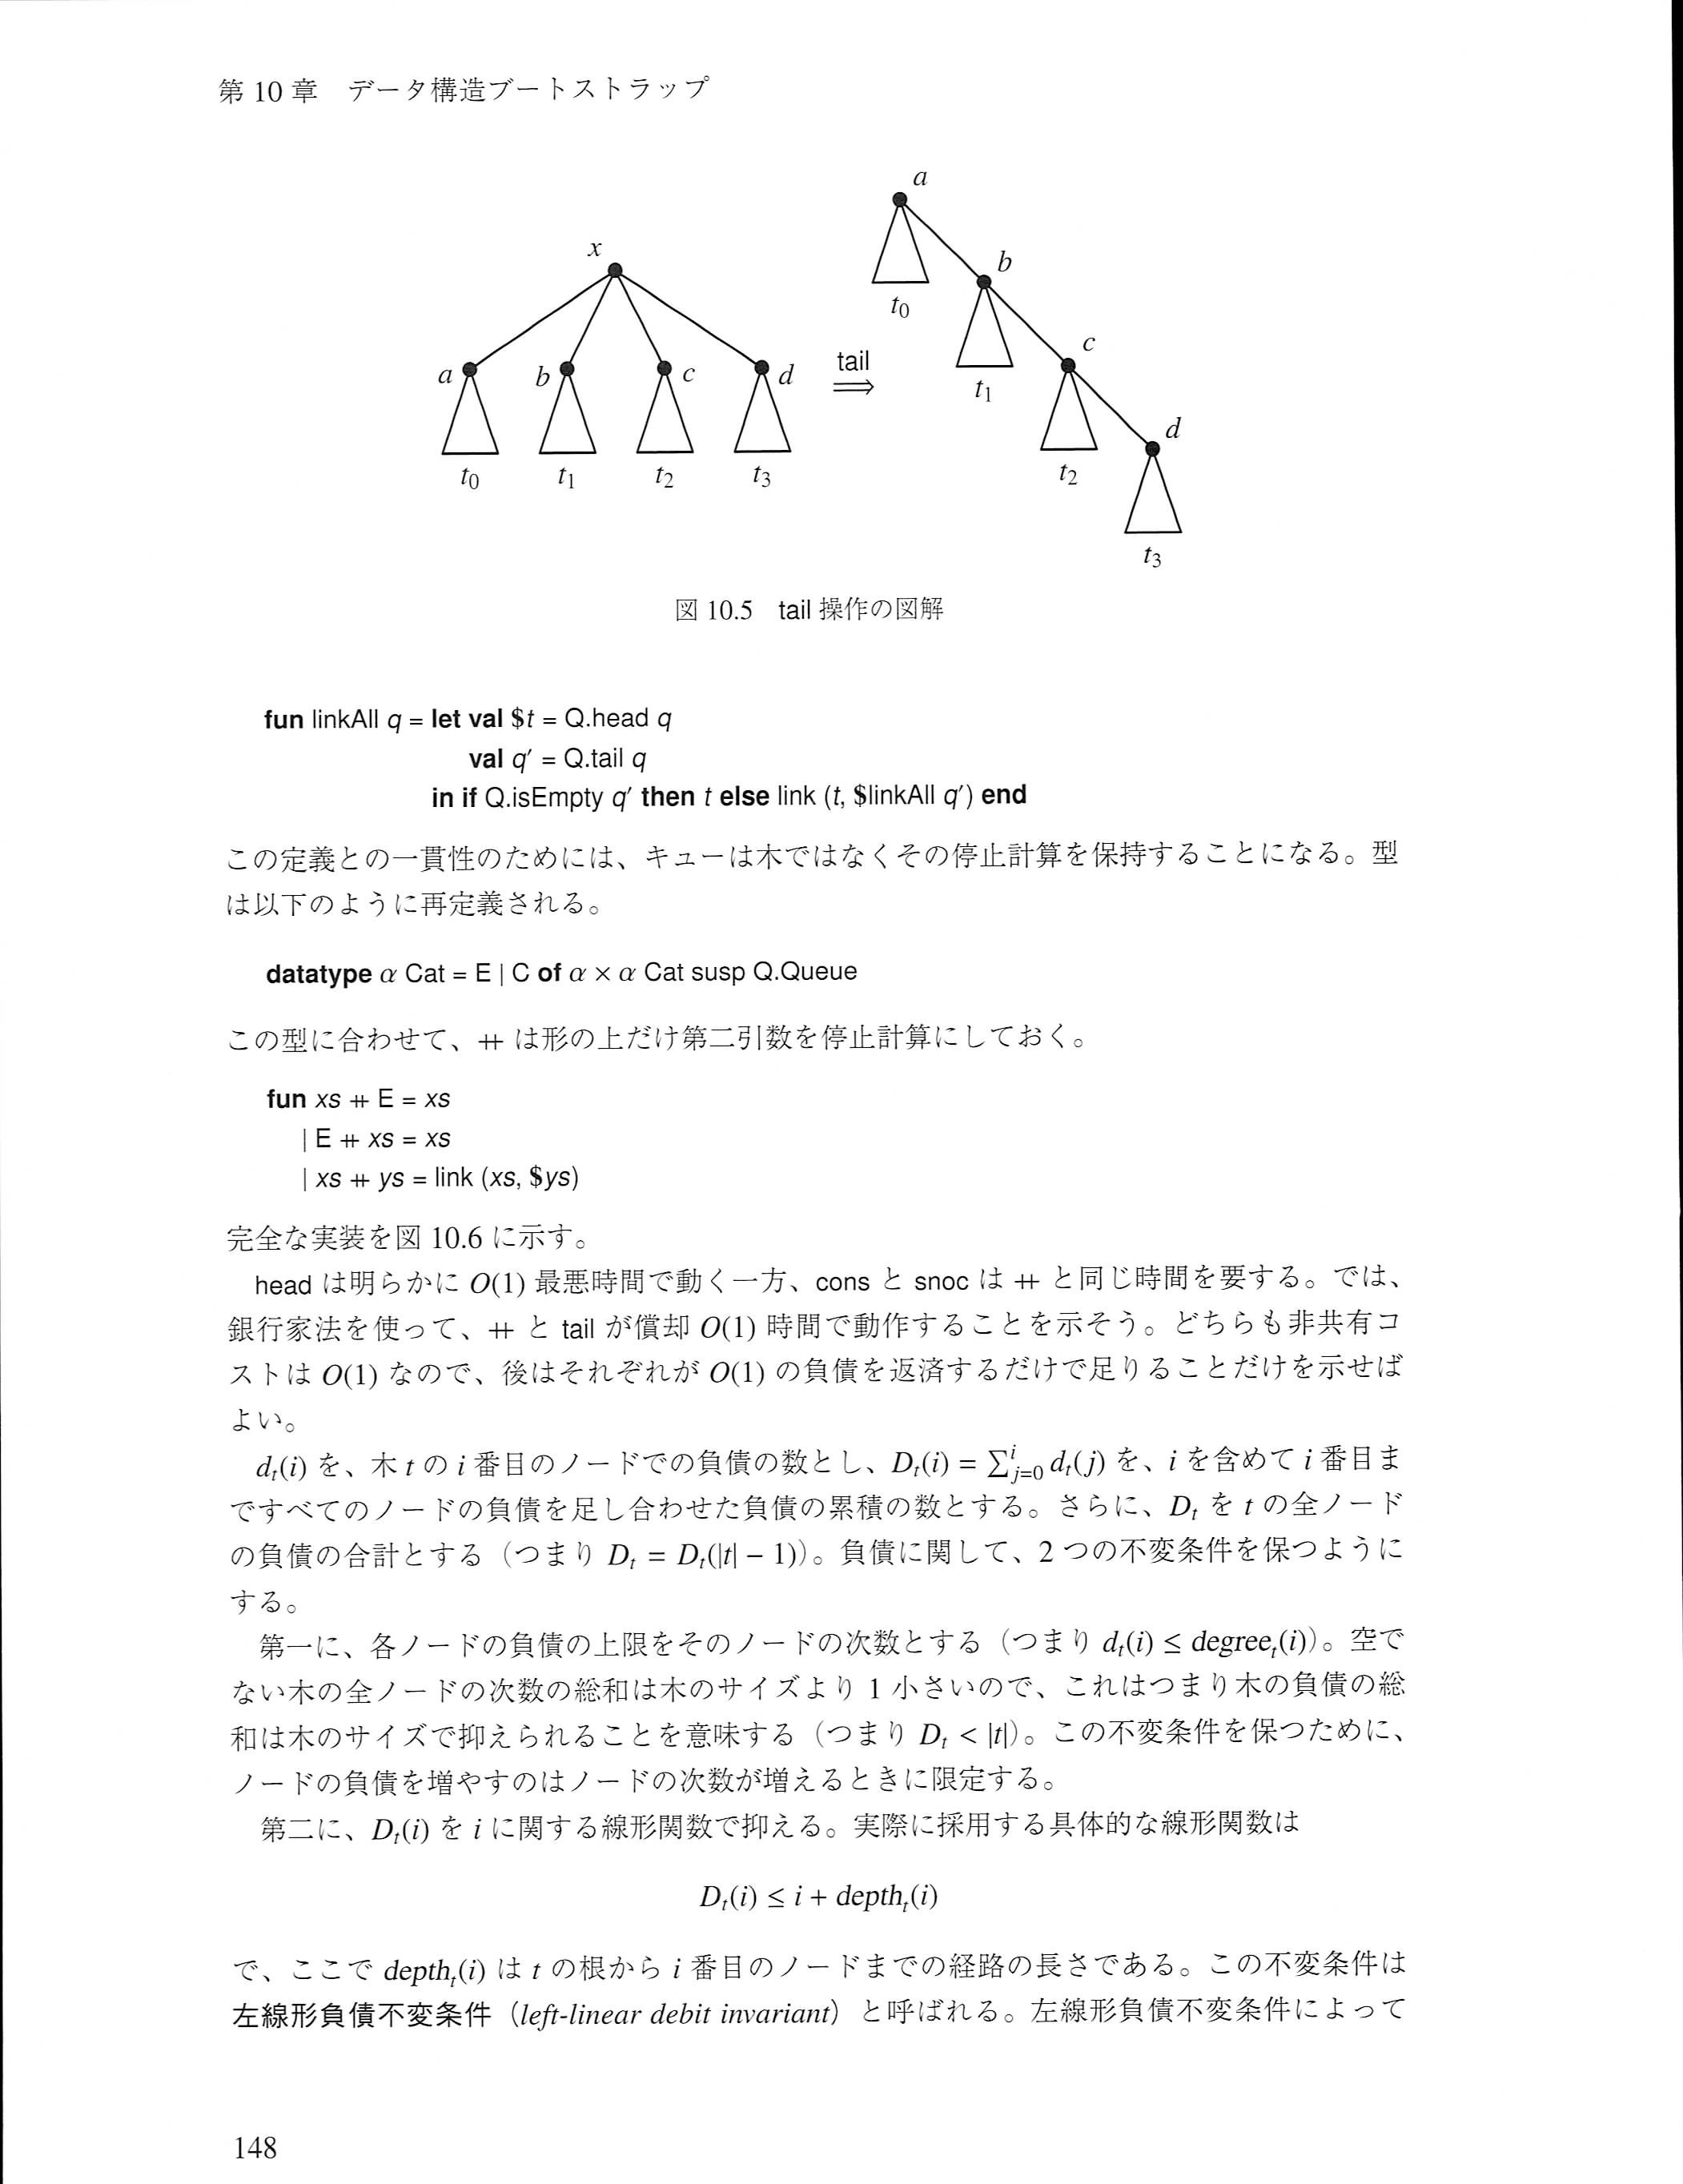 第 10 章　データ構造ブートストラップ
x
a
b
c
d
t0
t1
t2
t3
tail
⟹
a
b
c
d
t0
t1
t2
t3
図 10.5　tail 操作の図解
fun linkAll q = let val $t = Q.head q
val q′ = Q.tail q
in if Q.isEmpty q′ then t else link (t, $linkAll q′) end
この定義との一貫性のためには、キューは木ではなくその停止計算を保持することになる。型
は以下のように再定義される。
datatype α Cat = E | C of α × α Cat susp Q.Queue
この型に合わせて、⧺ は形の上だけ第二引数を停止計算にしておく。
fun xs ⧺ E = xs
| E ⧺ xs = xs
| xs ⧺ ys = link (xs, $ys)
完全な実装を図 10.6 に示す。
head は明らかに O(1) 最悪時間で動く一方、cons と snoc は ⧺ と同じ時間を要する。では、
銀行家法を使って、⧺ と tail が償却 O(1) 時間で動作することを示そう。どちらも非共有コ
ストは O(1) なので、後はそれぞれが O(1) の負債を返済するだけで足りることだけを示せば
よい。
dt(i) を、木 t の i 番目のノードでの負債の数とし、Dt(i) = ∑ⁱj=0 dt(j) を、i を含めて i 番目ま
ですべてのノードの負債を足し合わせた負債の累積の数とする。さらに、Dt を t の全ノード
の負債の合計とする（つまり Dt = Dt(|t| − 1)）。負債に関して、2 つの不変条件を保つように
する。
第一に、各ノードの負債の上限をそのノードの次数とする（つまり dt(i) ≤ degreet(i)）。空で
ない木の全ノードの次数の総和は木のサイズより 1 小さいので、これはつまり木の負債の総
和は木のサイズで抑えられることを意味する（つまり Dt < |t|）。この不変条件を保つために、
ノードの負債を増やすのはノードの次数が増えるときに限定する。
第二に、Dt(i) を i に関する線形関数で抑える。実際に採用する具体的な線形関数は
Dt(i) ≤ i + deptht(i)
で、ここで deptht(i) は t の根から i 番目のノードまでの経路の長さである。この不変条件は
左線形負債不変条件（left-linear debit invariant）と呼ばれる。左線形負債不変条件によって
148